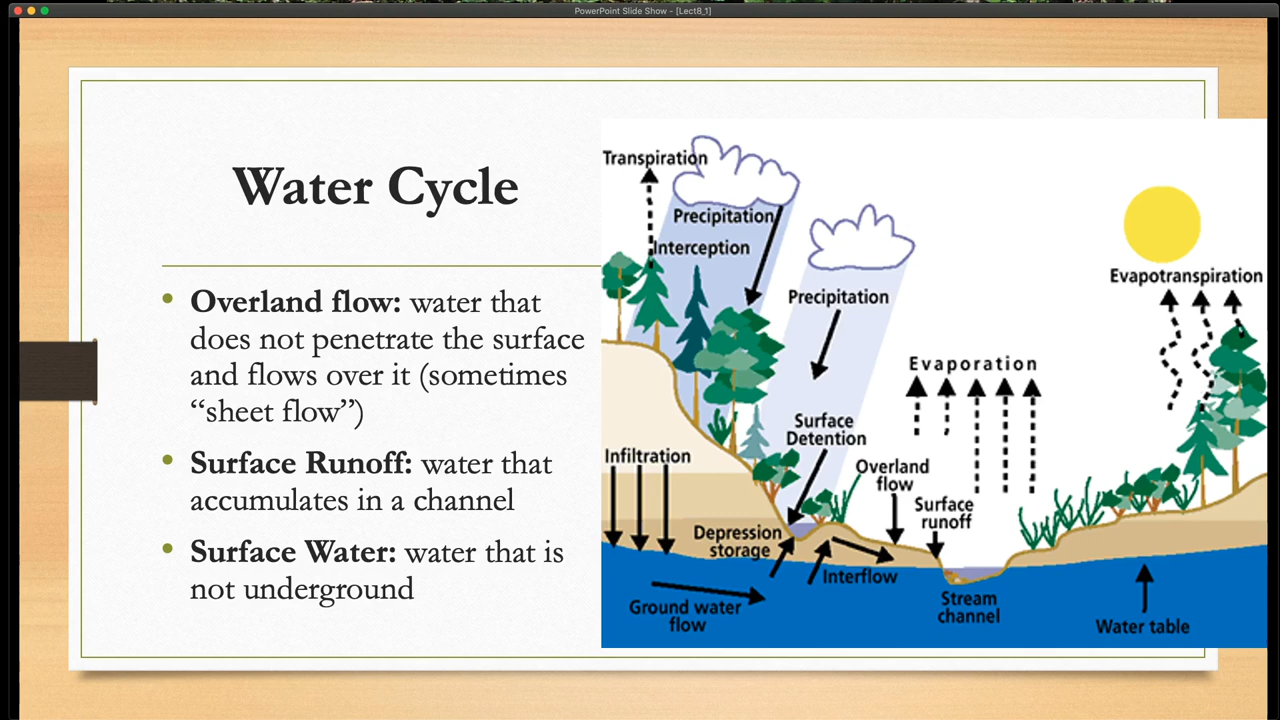 PowerPoint Slide Show - [Lect8_1]
Water Cycle
• Overland flow: water that
does not penetrate the surface
and flows over it (sometimes
“sheet flow”)
• Surface Runoff: water that
accumulates in a channel
• Surface Water: water that is
not underground
Transpiration
Precipitation
Interception
Precipitation
Evapotranspiration
Evaporation
Surface
Detention
Infiltration
Overland
flow
Surface
runoff
Depression
storage
Interflow
Ground water
flow
Stream
channel
Water table